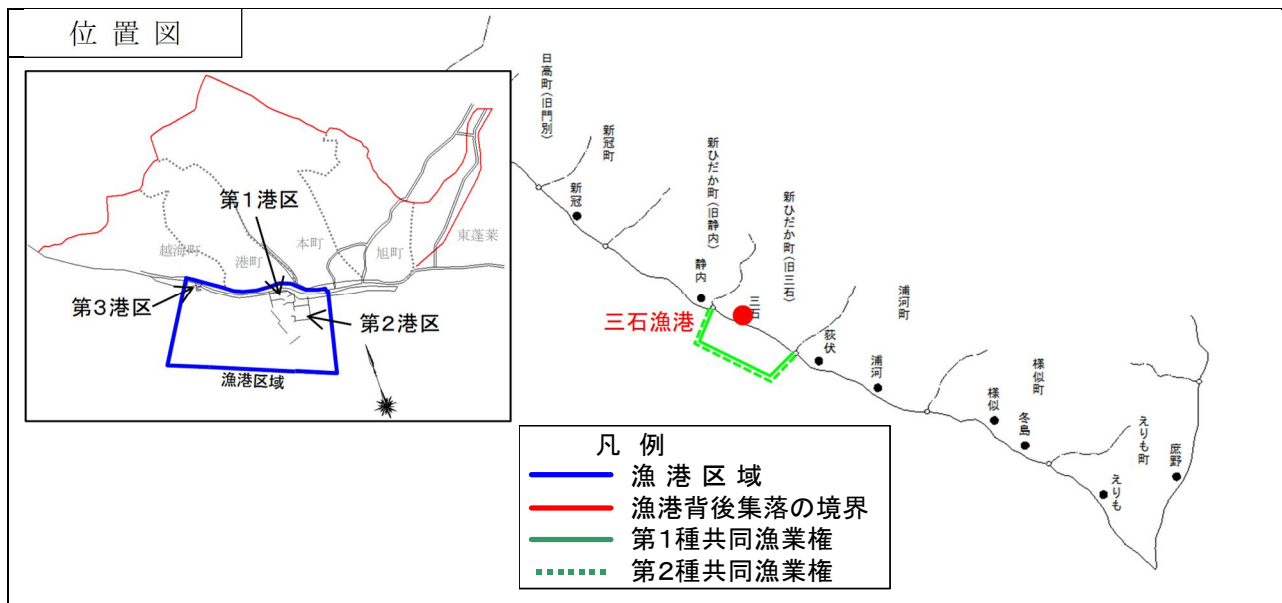 位置図
第1港区
越海町
港町
本町
旭町
東蓬莱
第3港区
第2港区
漁港区域
日高町(旧門別)
新冠町
新冠
新ひだか町(旧静内)
静内
新ひだか町(旧三石)
三石
三石漁港
荻伏
浦河町
浦河
様似町
様似
冬島
えりも町
えりも
庶野
凡例
漁港区域
漁港背後集落の境界
第1種共同漁業権
第2種共同漁業権